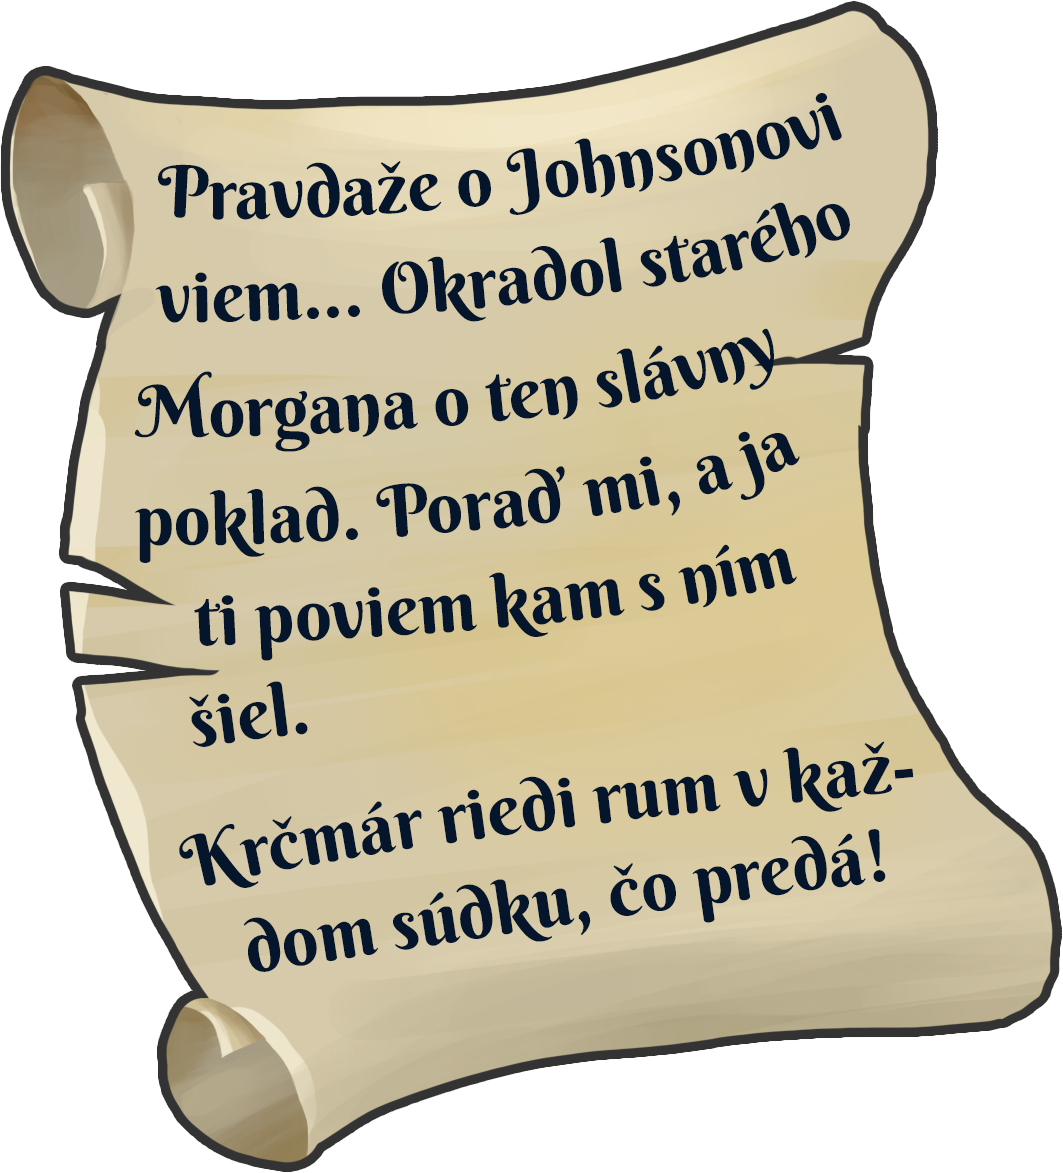 Pravdaže o Johnsonovi
viem... Okradol starého
Morgana o ten slávny
poklad. Poraď mi, a ja
ti poviem kam s ním
šiel.
Krčmár riedi rum v kaž-
dom súdku, čo predá!